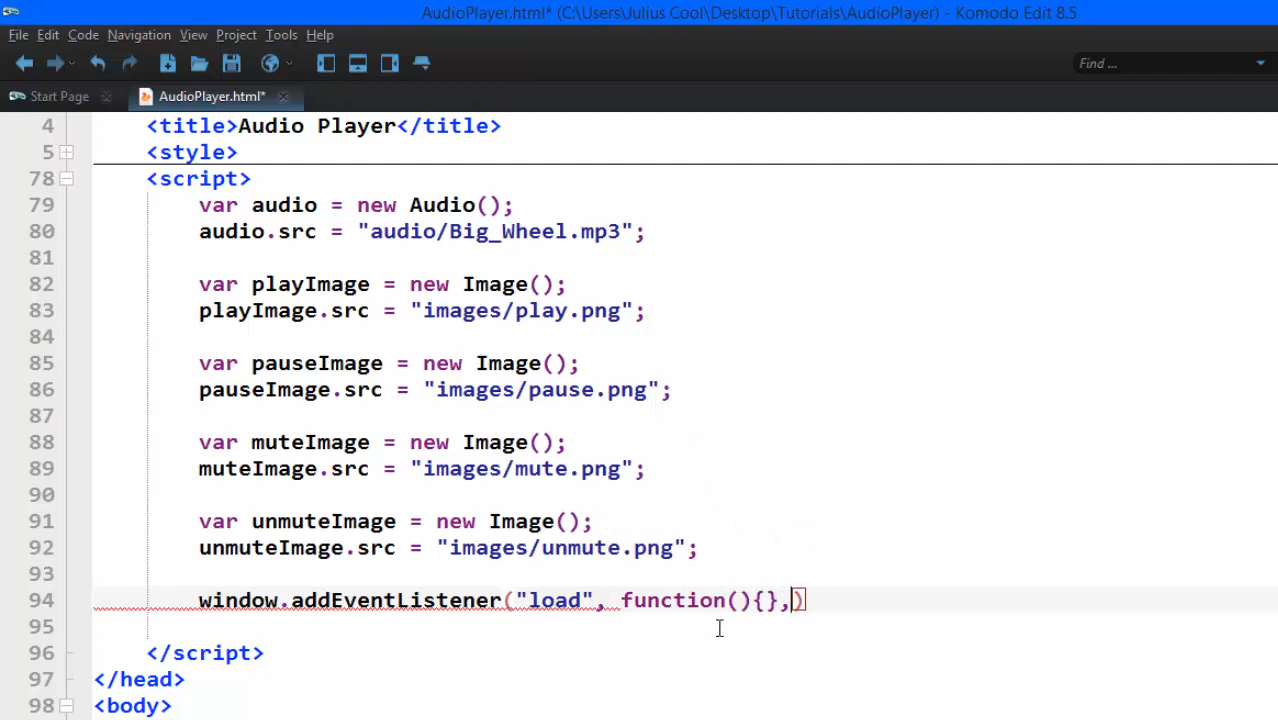 AudioPlayer.html* (C:\Users\Julius Cool\Desktop\Tutorials\AudioPlayer) - Komodo Edit 8.5
File Edit Code Navigation View Project Tools Help
Find ...
Start Page AudioPlayer.html*
4 <title>Audio Player</title>
5 <style>
78 <script>
79 var audio = new Audio();
80 audio.src = "audio/Big_Wheel.mp3";
81
82 var playImage = new Image();
83 playImage.src = "images/play.png";
84
85 var pauseImage = new Image();
86 pauseImage.src = "images/pause.png";
87
88 var muteImage = new Image();
89 muteImage.src = "images/mute.png";
90
91 var unmuteImage = new Image();
92 unmuteImage.src = "images/unmute.png";
93
94 window.addEventListener("load", function(){},)
95
96 </script>
97 </head>
98 <body>